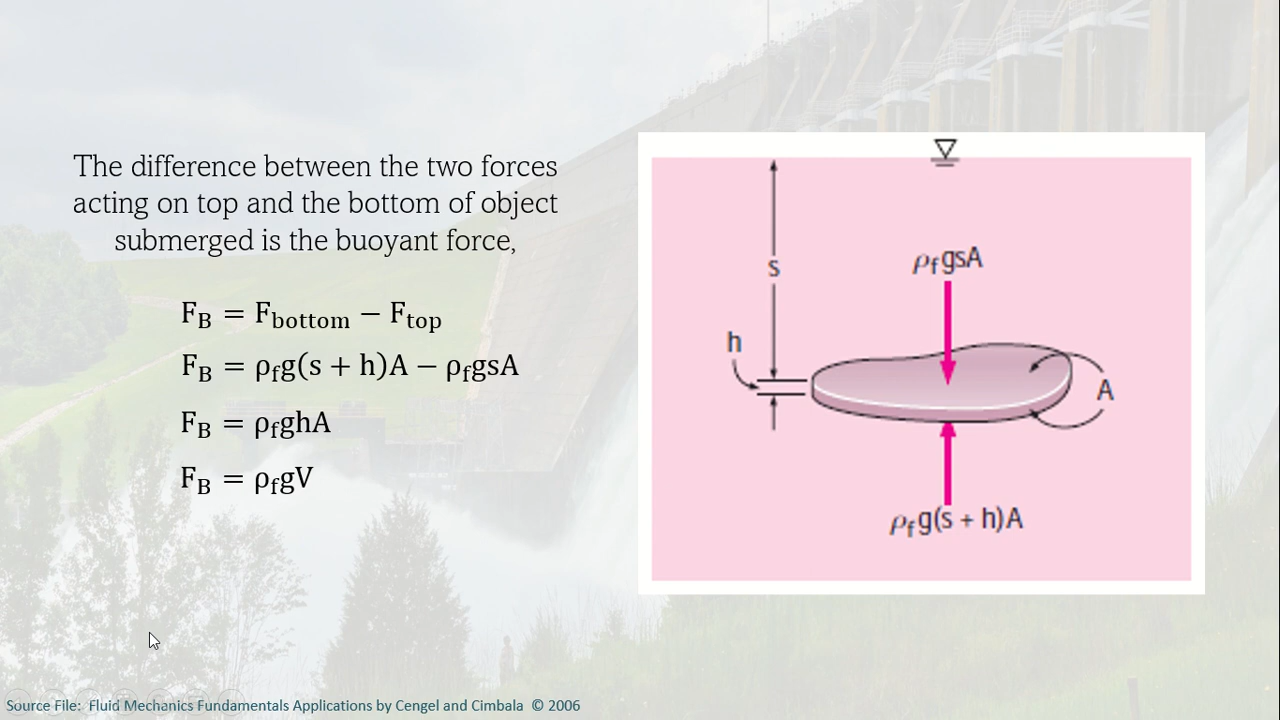 The difference between the two forces
acting on top and the bottom of object
submerged is the buoyant force,
F_B = F_bottom − F_top
F_B = ρ_f g(s + h)A − ρ_f gsA
F_B = ρ_f ghA
F_B = ρ_f gV
s
ρ_f gsA
h
A
ρ_f g(s + h)A
Source File: Fluid Mechanics Fundamentals Applications by Cengel and Cimbala © 2006